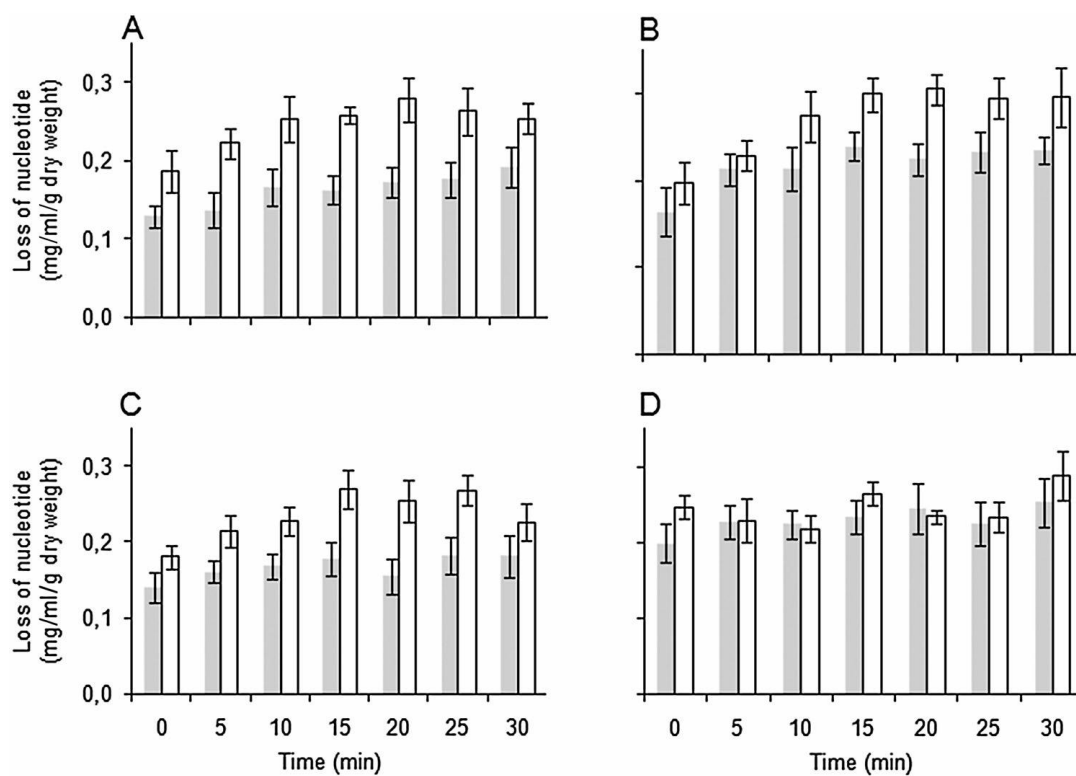 A
B
Loss of nucleotide
(mg/ml/g dry weight)
0,3
0,2
0,1
0,0
C
D
Loss of nucleotide
(mg/ml/g dry weight)
0,3
0,2
0,1
0,0
0 5 10 15 20 25 30
0 5 10 15 20 25 30
Time (min)
Time (min)